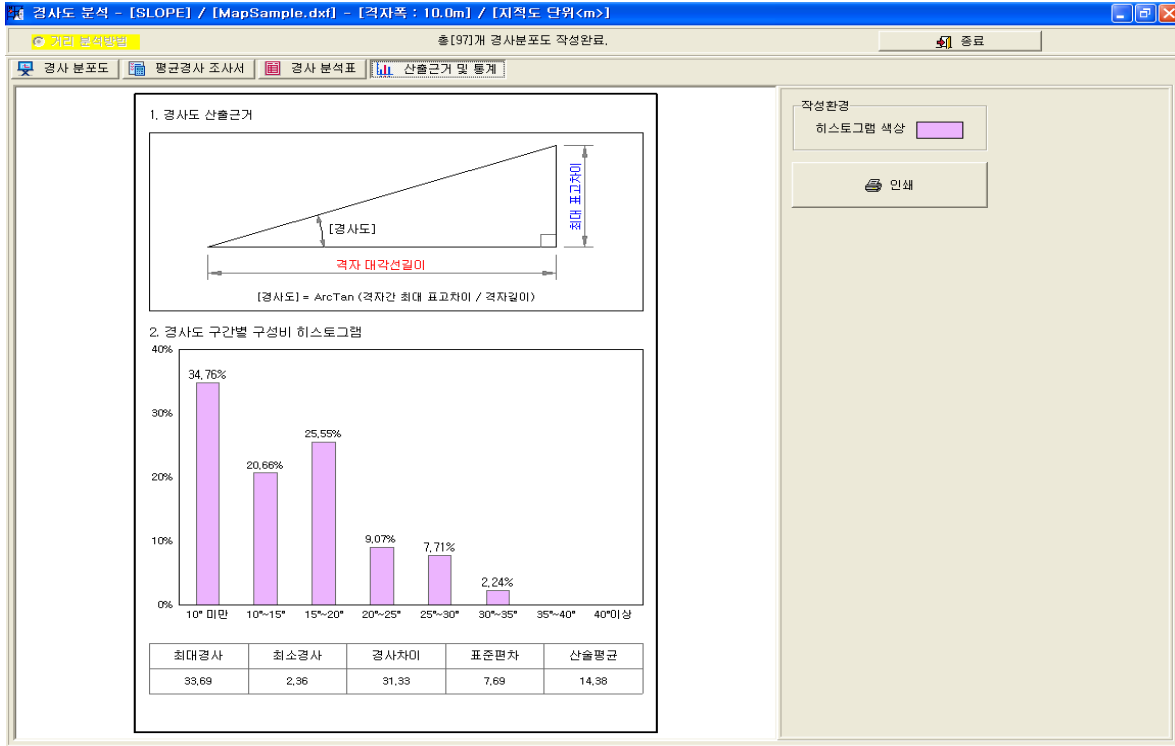 경사도 분석 - [SLOPE] / [MapSample.dxf] - [격자폭 : 10.0m] / [지적도 단위<m>]
거리 분석방법
총[97]개 경사분포도 작성완료.
종료
경사 분포도
평균경사 조사서
경사 분석표
산출근거 및 통계
1. 경사도 산출근거
최대 표고차이
[경사도]
격자 대각선길이
[경사도] = ArcTan (격자간 최대 표고차이 / 격자길이)
2. 경사도 구간별 구성비 히스토그램
40%
30%
20%
10%
0%
34.76%
20.66%
25.55%
9.07%
7.71%
2.24%
10° 미만 10°~15° 15°~20° 20°~25° 25°~30° 30°~35° 35°~40° 40°이상
최대경사 최소경사 경사차이 표준편차 산술평균
33.69 2.36 31.33 7.69 14.38
작성환경
히스토그램 색상
인쇄